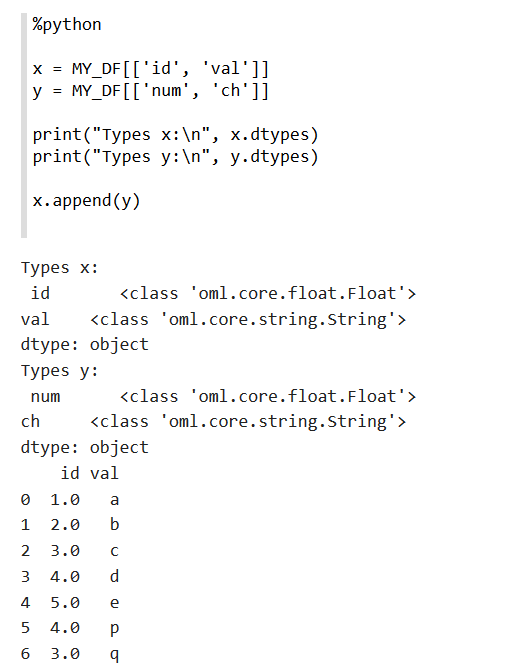 %python
x = MY_DF[['id', 'val']]
y = MY_DF[['num', 'ch']]
print("Types x:\n", x.dtypes)
print("Types y:\n", y.dtypes)
x.append(y)
Types x:
 id       <class 'oml.core.float.Float'>
val    <class 'oml.core.string.String'>
dtype: object
Types y:
 num      <class 'oml.core.float.Float'>
ch     <class 'oml.core.string.String'>
dtype: object
    id val
0  1.0   a
1  2.0   b
2  3.0   c
3  4.0   d
4  5.0   e
5  4.0   p
6  3.0   q